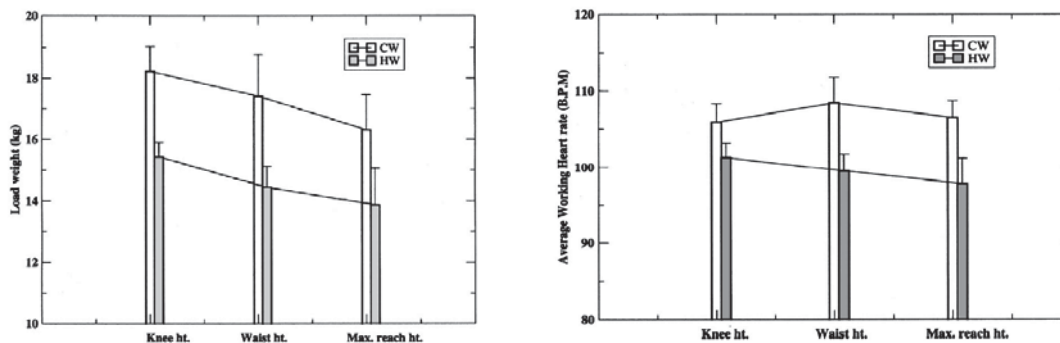 20
18
16
14
12
10
Load weight (kg)
CW
HW
Knee ht.
Waist ht.
Max. reach ht.
120
110
100
90
80
Average Working Heart rate (B.P.M)
CW
HW
Knee ht.
Waist ht.
Max. reach ht.